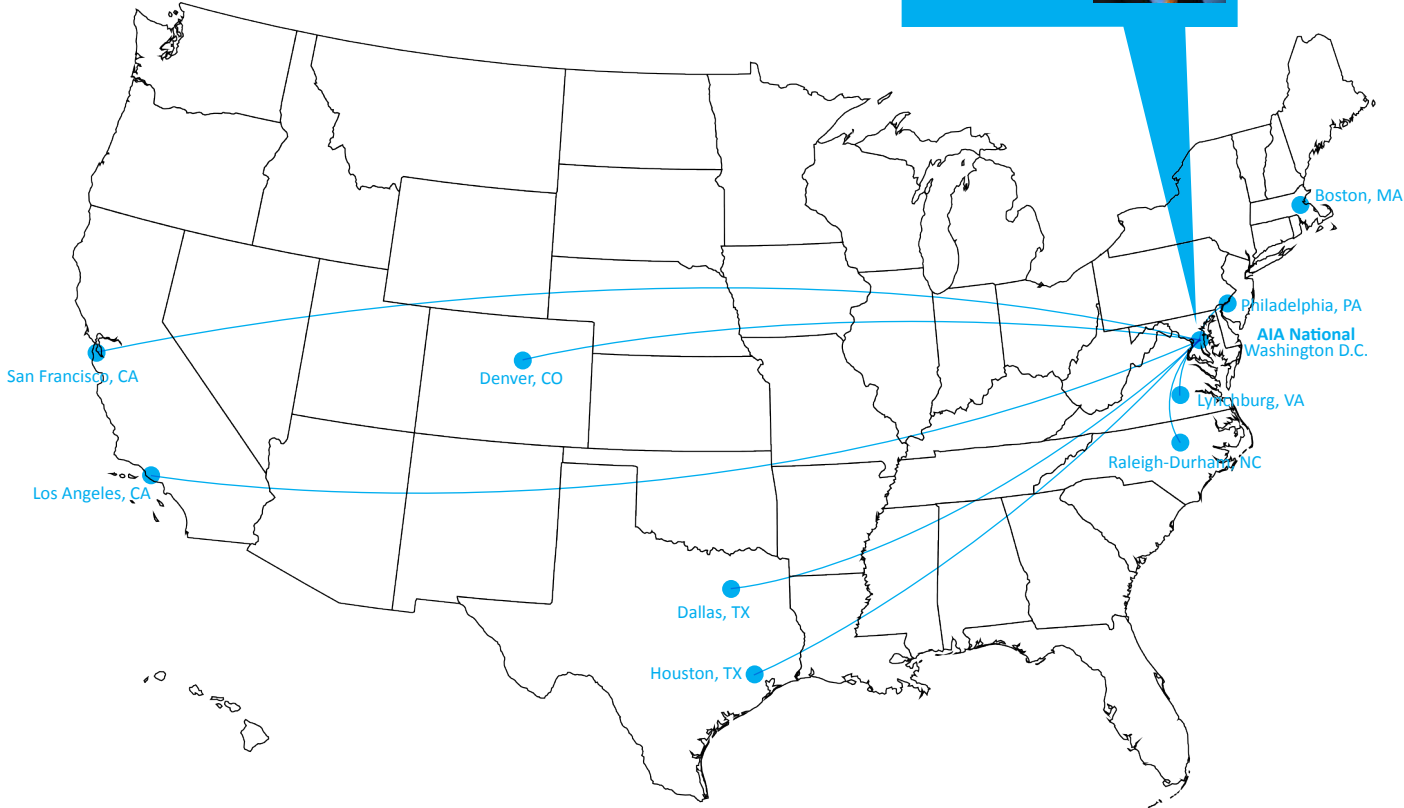 Boston, MA
Philadelphia, PA
AIA National
Washington D.C.
San Francisco, CA
Denver, CO
Lynchburg, VA
Raleigh-Durham, NC
Los Angeles, CA
Dallas, TX
Houston, TX